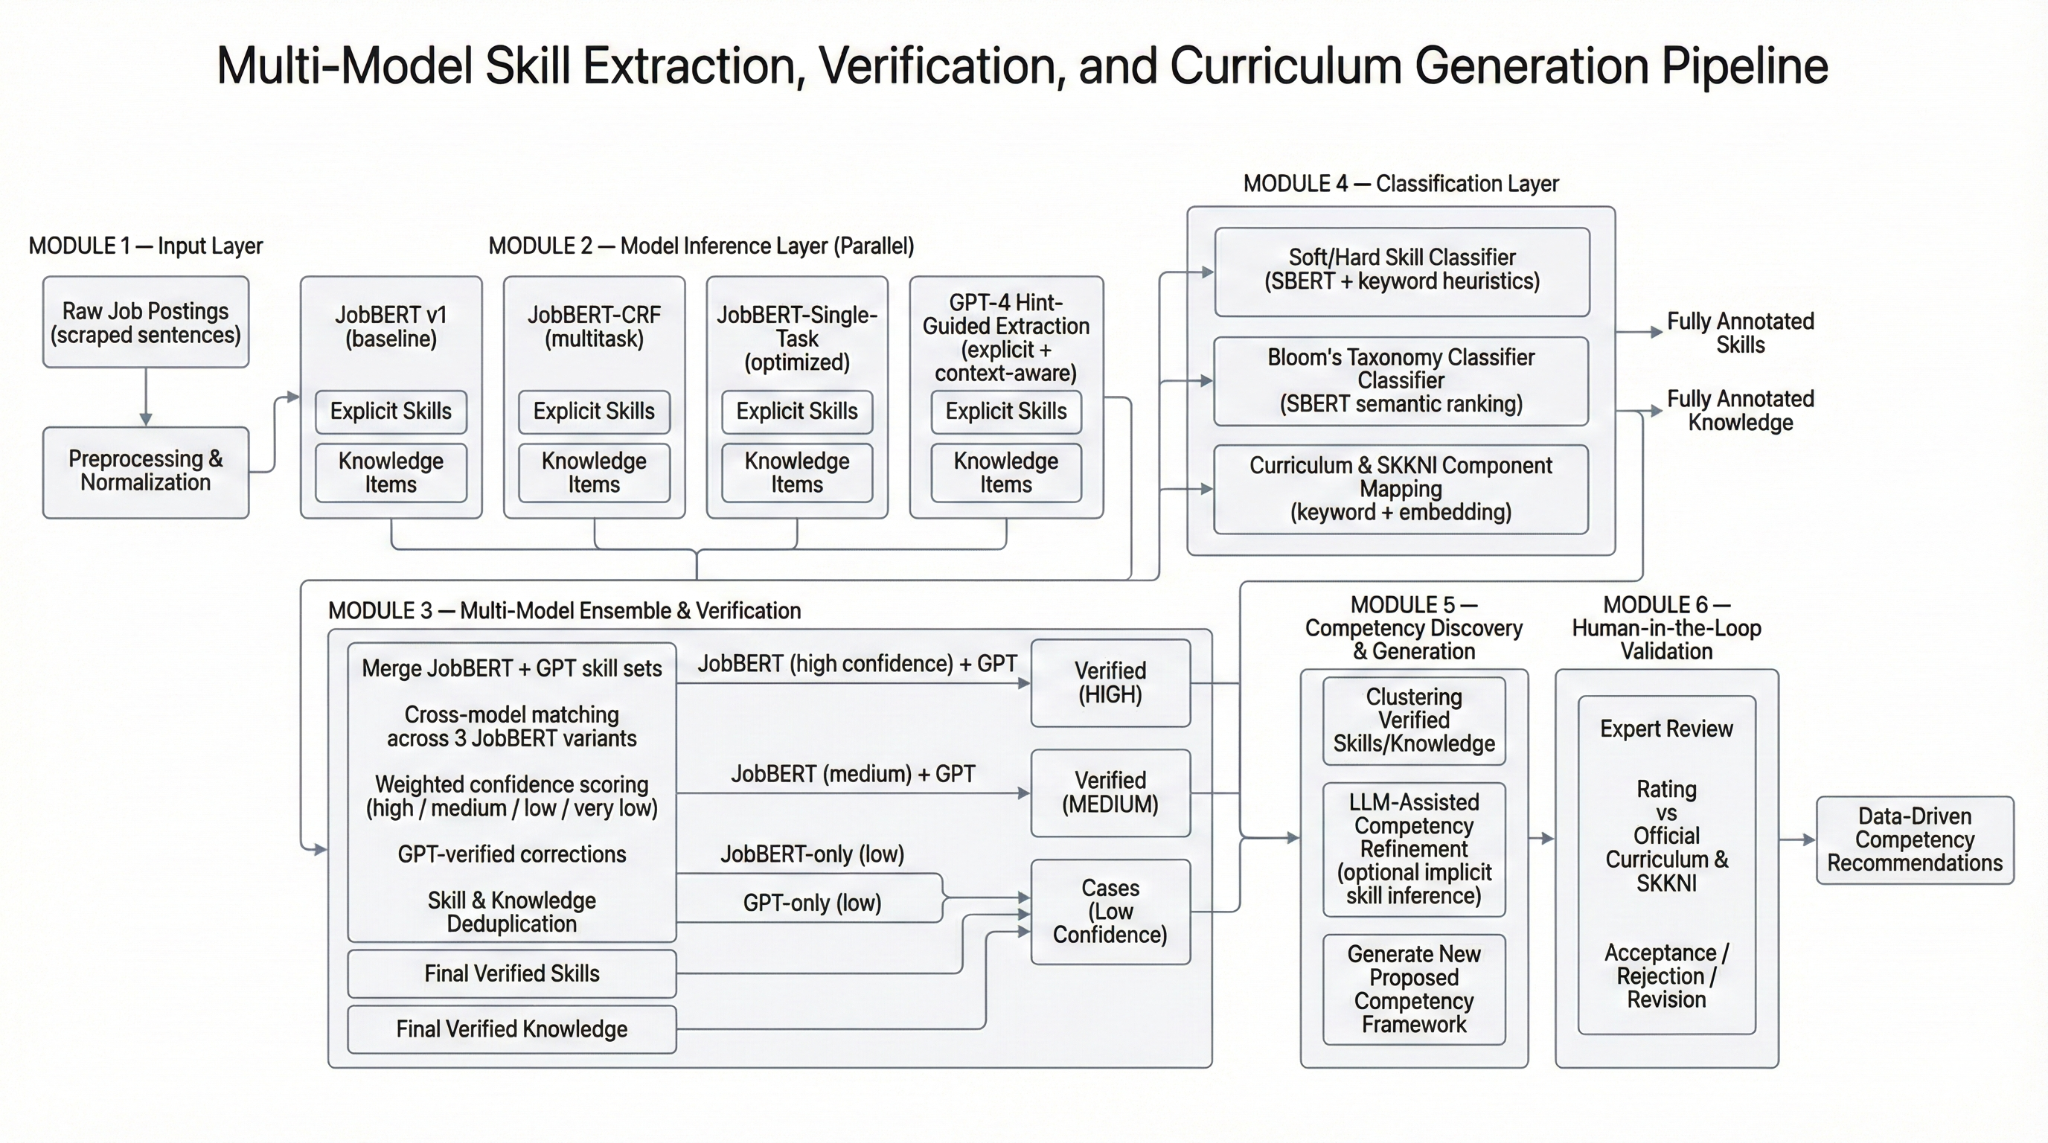 Multi-Model Skill Extraction, Verification, and Curriculum Generation Pipeline
MODULE 1 — Input Layer
Raw Job Postings
(scraped sentences)
Preprocessing &
Normalization
MODULE 2 — Model Inference Layer (Parallel)
JobBERT v1
(baseline)
Explicit Skills
Knowledge
Items
JobBERT-CRF
(multitask)
Explicit Skills
Knowledge
Items
JobBERT-Single-
Task
(optimized)
Explicit Skills
Knowledge
Items
GPT-4 Hint-
Guided Extraction
(explicit +
context-aware)
Explicit Skills
Knowledge
Items
MODULE 4 — Classification Layer
Soft/Hard Skill Classifier
(SBERT + keyword heuristics)
Bloom's Taxonomy Classifier
Classifier
(SBERT semantic ranking)
Curriculum & SKKNI Component
Mapping
(keyword + embedding)
Fully Annotated
Skills
Fully Annotated
Knowledge
MODULE 3 — Multi-Model Ensemble & Verification
Merge JobBERT + GPT skill sets
Cross-model matching
across 3 JobBERT variants
Weighted confidence scoring
(high / medium / low / very low)
GPT-verified corrections
Skill & Knowledge
Deduplication
Final Verified Skills
Final Verified Knowledge
JobBERT (high confidence) + GPT
JobBERT (medium) + GPT
JobBERT-only (low)
GPT-only (low)
Verified
(HIGH)
Verified
(MEDIUM)
Cases
(Low
Confidence)
MODULE 5 —
Competency Discovery
& Generation
Clustering
Verified
Skills/Knowledge
LLM-Assisted
Competency
Refinement
(optional implicit
skill inference)
Generate New
Proposed
Competency
Framework
MODULE 6 —
Human-in-the-Loop
Validation
Expert Review
Rating
vs
Official
Curriculum &
SKKNI
Acceptance /
Rejection /
Revision
Data-Driven
Competency
Recommendations